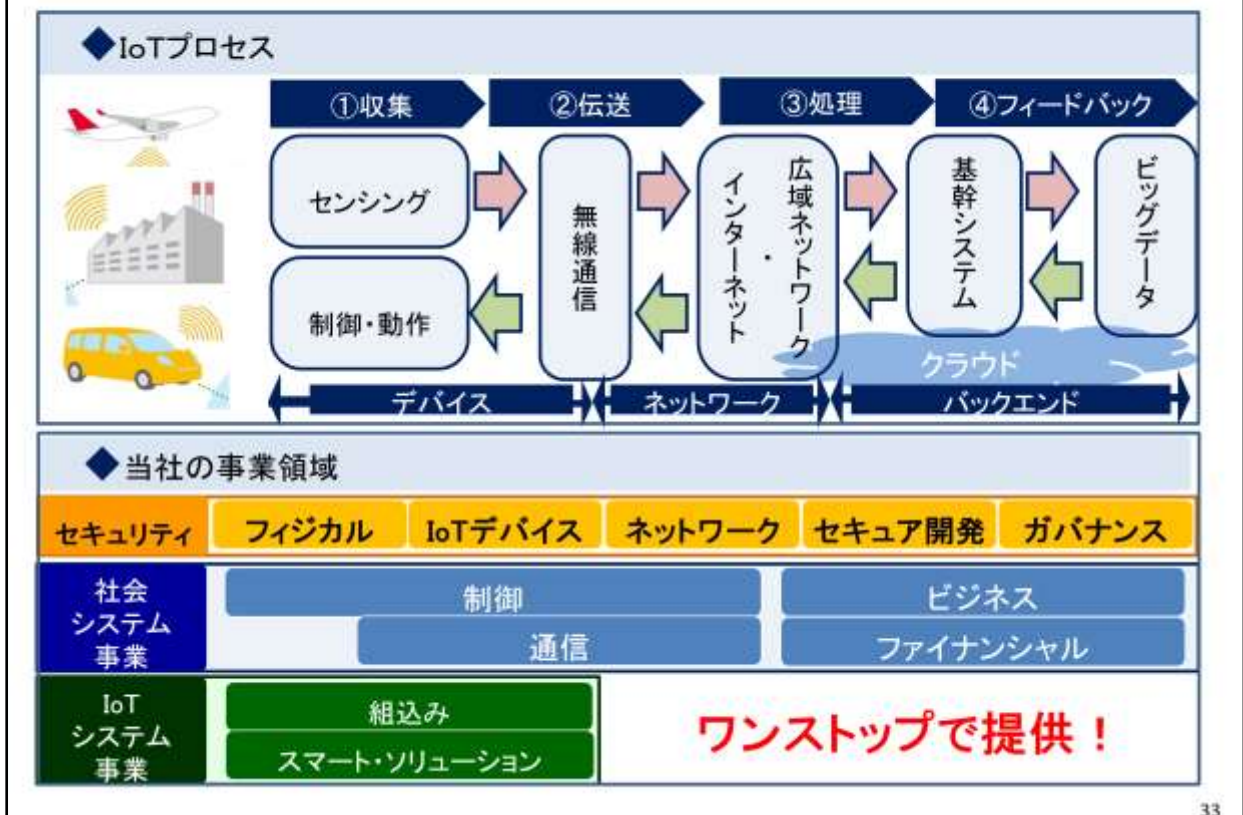 ◆IoTプロセス
①収集
②伝送
③処理
④フィードバック
センシング
制御・動作
無線通信
広域ネットワーク・
インターネット
基幹システム
ビッグデータ
クラウド
デバイス
ネットワーク
バックエンド
◆当社の事業領域
セキュリティ
フィジカル
IoTデバイス
ネットワーク
セキュア開発
ガバナンス
社会
システム
事業
制御
ビジネス
通信
ファイナンシャル
IoT
システム
事業
組込み
スマート・ソリューション
ワンストップで提供！
33